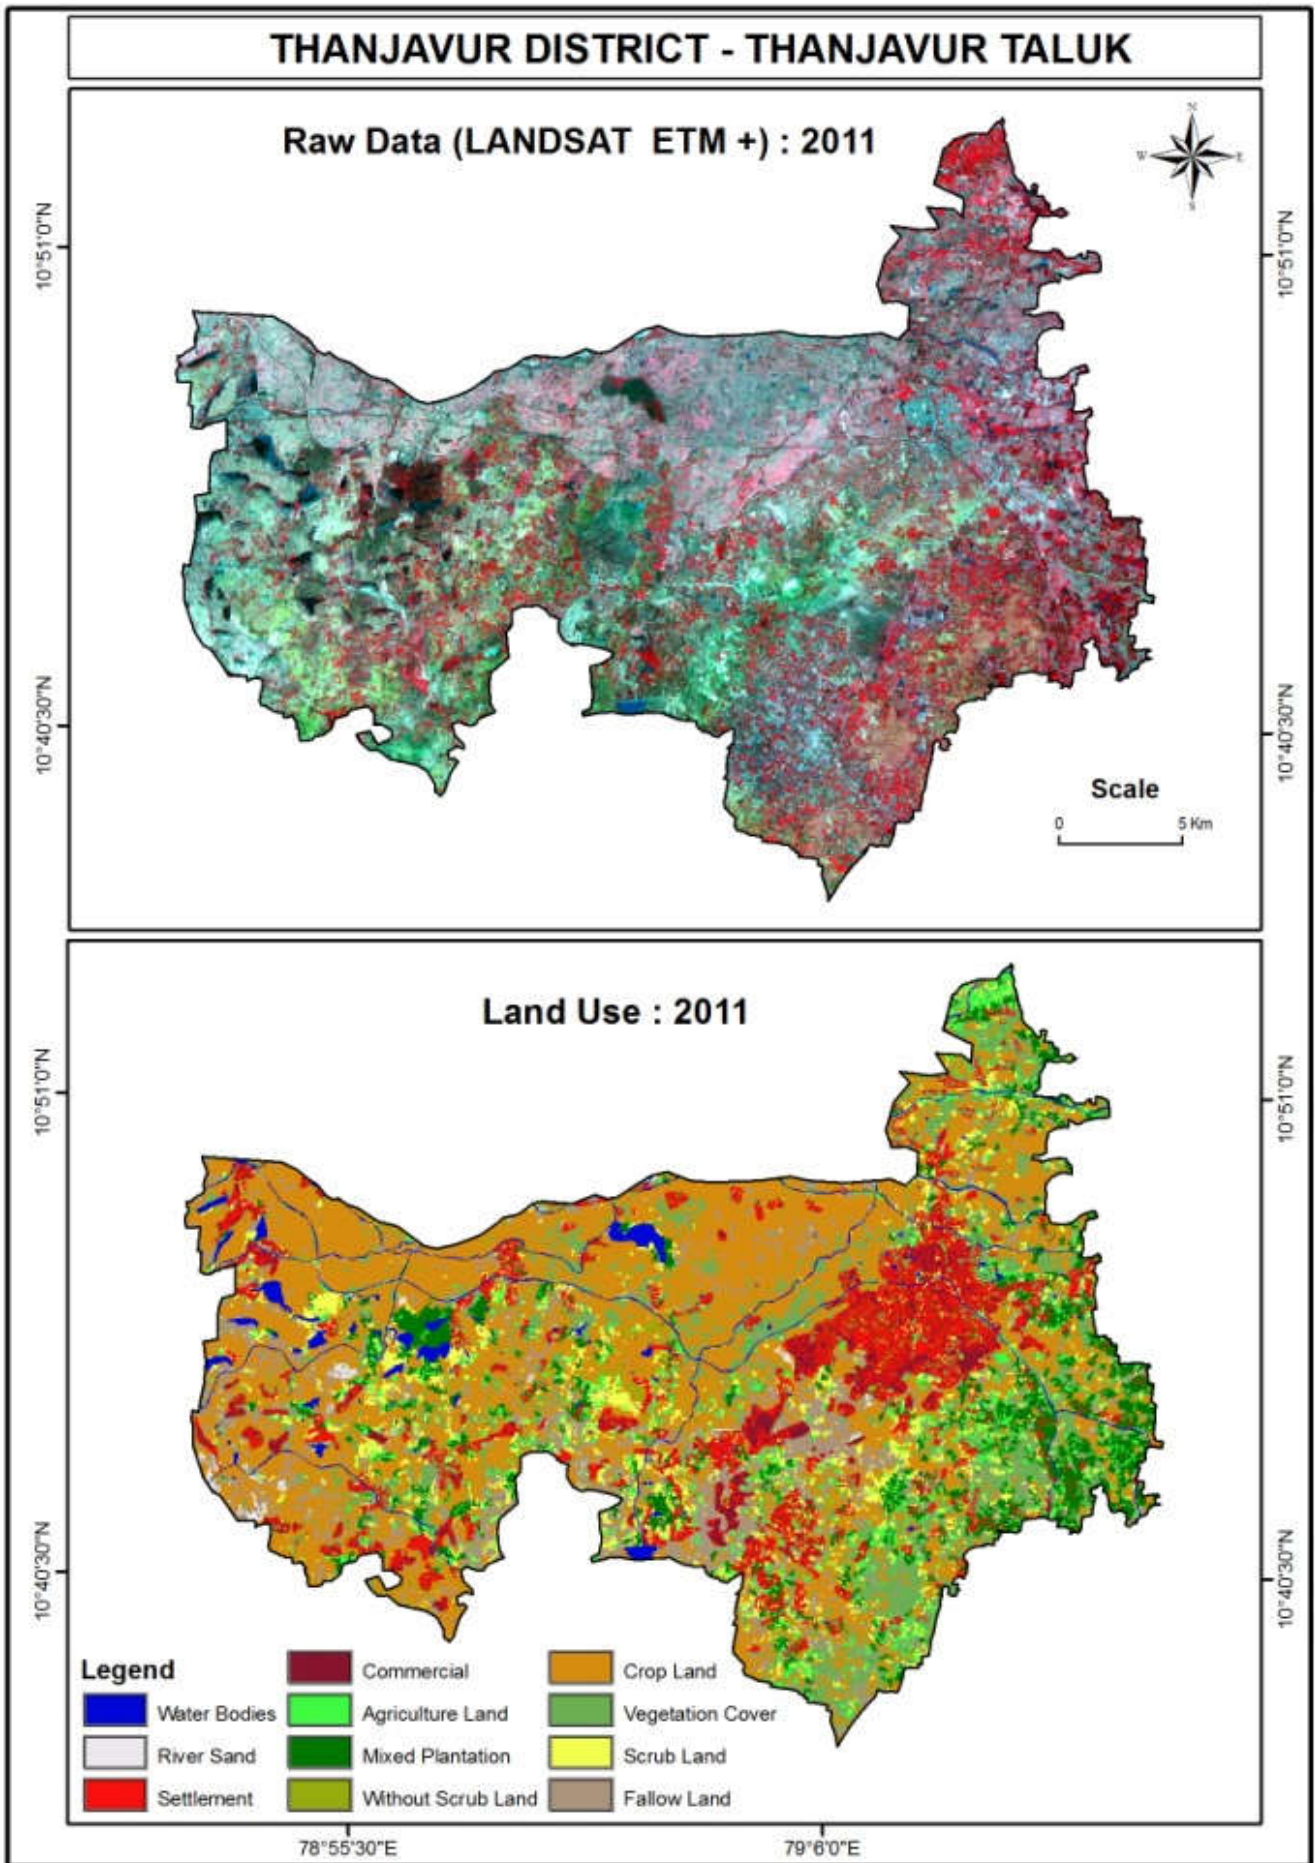 THANJAVUR DISTRICT - THANJAVUR TALUK
Raw Data (LANDSAT ETM +) : 2011
N
W E
S
10°51'0"N
10°51'0"N
10°40'30"N
10°40'30"N
Scale
0 5 Km
Land Use : 2011
10°51'0"N
10°51'0"N
10°40'30"N
10°40'30"N
Legend
Water Bodies
River Sand
Settlement
Commercial
Agriculture Land
Mixed Plantation
Without Scrub Land
Crop Land
Vegetation Cover
Scrub Land
Fallow Land
78°55'30"E
79°6'0"E